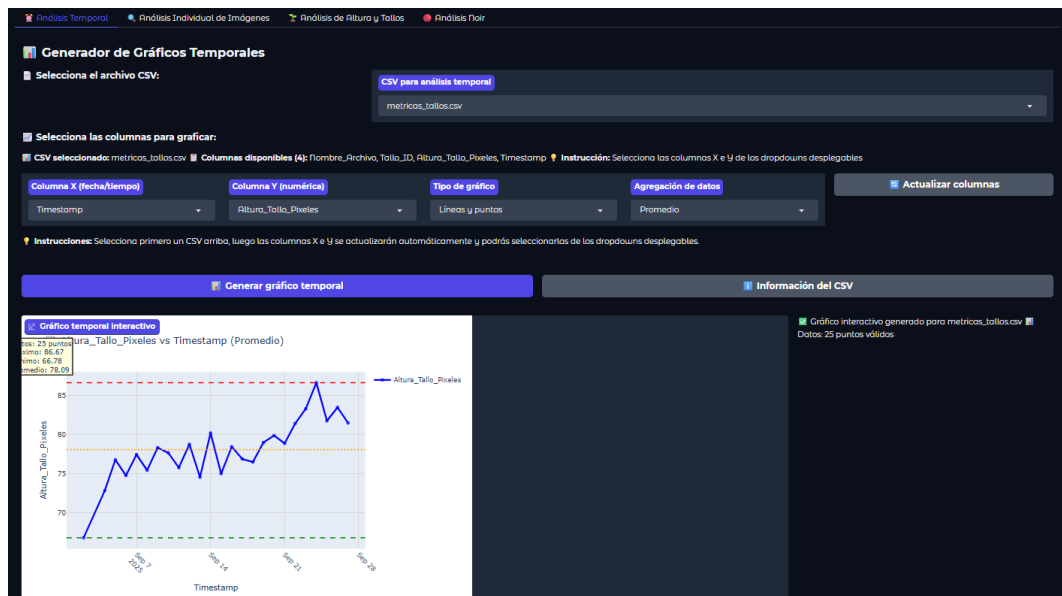 Análisis Temporal
Análisis Individual de Imágenes
Análisis de Altura y Tallos
Análisis Noir
Generador de Gráficos Temporales
Selecciona el archivo CSV:
CSV para análisis temporal
metricas_tallos.csv
Selecciona las columnas para graficar:
CSV seleccionado: metricas_tallos.csv Columnas disponibles (4): Nombre_Archivo, Tallo_ID, Altura_Tallo_Pixeles, Timestamp Instrucción: Selecciona las columnas X e Y de los dropdowns desplegables
Columna X (fecha/tiempo)
Columna Y (numérica)
Tipo de gráfico
Agregación de datos
Actualizar columnas
Timestamp
Altura_Tallo_Pixeles
Líneas y puntos
Promedio
Instrucciones: Selecciona primero un CSV arriba, luego las columnas X e Y se actualizarán automáticamente y podrás seleccionarlas de los dropdowns desplegables.
Generar gráfico temporal
Información del CSV
Gráfico temporal interactivo
Gráfico interactivo generado para metricas_tallos.csv
Datos: 25 puntos válidos
tos: 25 puntos
ximo: 86.67
nimo: 66.78
medio: 78.09
ura_Tallo_Pixeles vs Timestamp (Promedio)
Altura_Tallo_Pixeles
85
80
75
70
Altura_Tallo_Pixeles
Sep 7
2025
Sep 14
Sep 21
Sep 28
Timestamp